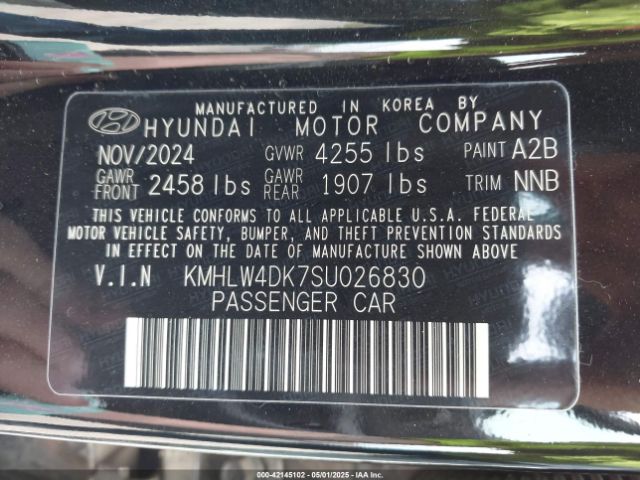 MANUFACTURED IN KOREA BY
HYUNDAI MOTOR COMPANY
NOV/2024 GVWR 4255 lbs PAINT A2B
GAWR FRONT 2458 lbs GAWR REAR 1907 lbs TRIM NNB
THIS VEHICLE CONFORMS TO ALL APPLICABLE U.S.A. FEDERAL
MOTOR VEHICLE SAFETY, BUMPER, AND THEFT PREVENTION STANDARDS
IN EFFECT ON THE DATE OF MANUFACTURE SHOWN ABOVE.
V.I.N KMHLW4DK7SU026830
PASSENGER CAR
000-42145102 - 05/01/2025 - IAAI.COM